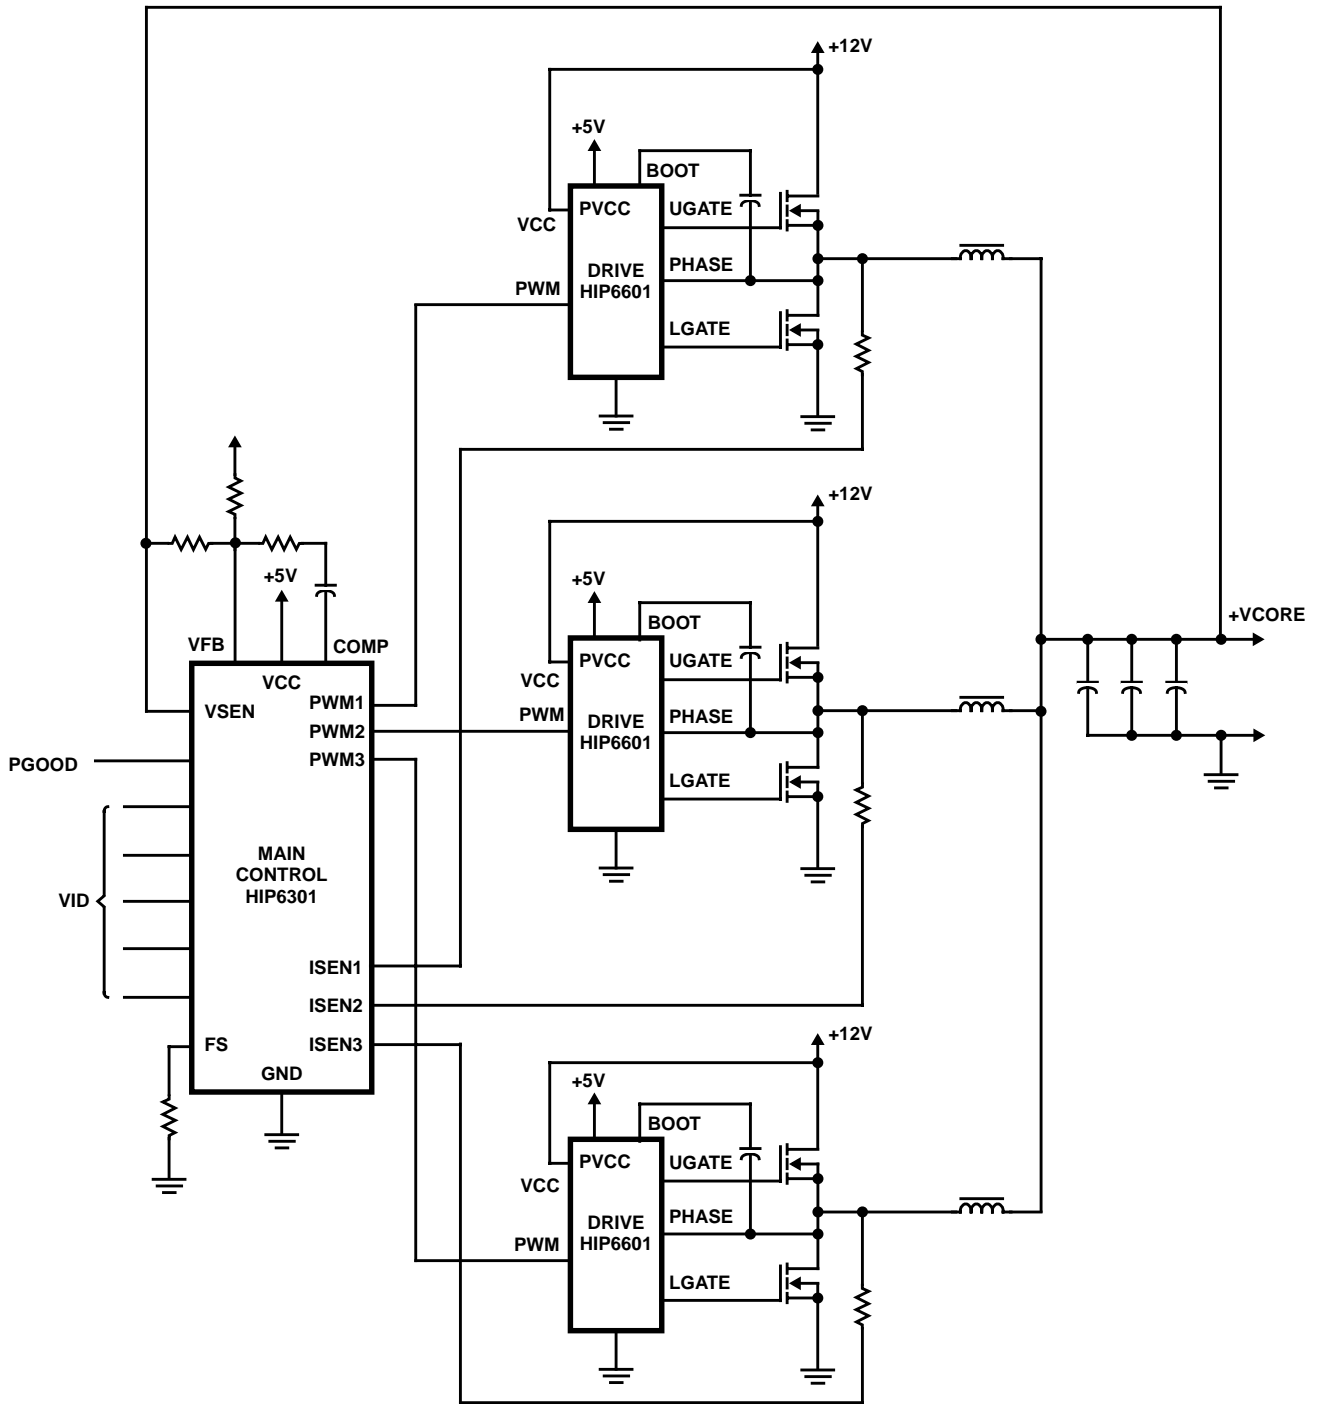 +12V
+5V
BOOT
PVCC
UGATE
VCC
DRIVE
HIP6601
PHASE
PWM
LGATE
+12V
+5V
BOOT
PVCC
UGATE
VCC
PWM
DRIVE
HIP6601
PHASE
LGATE
+5V
VFB
COMP
VCC
VSEN
PWM1
PWM2
PWM3
PGOOD
MAIN
CONTROL
HIP6301
VID
ISEN1
ISEN2
ISEN3
FS
GND
+VCORE
+12V
+5V
BOOT
PVCC
UGATE
VCC
DRIVE
HIP6601
PHASE
PWM
LGATE